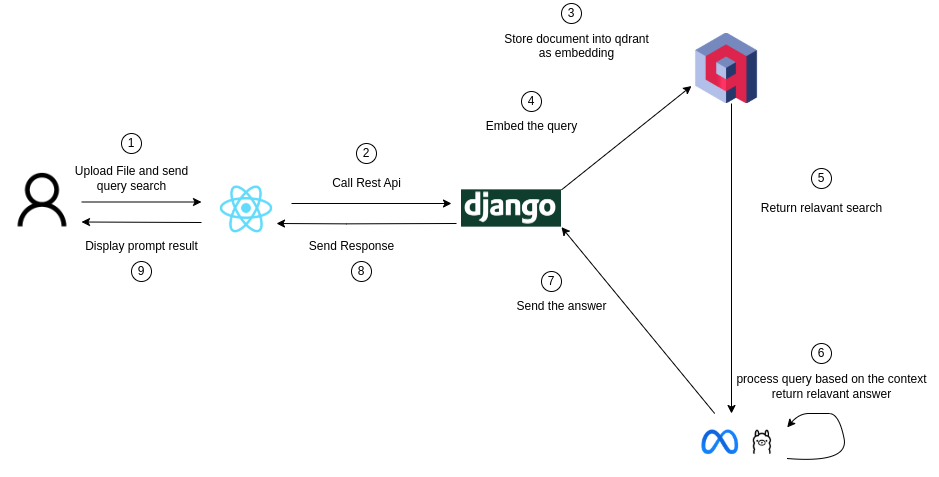 3
Store document into qdrant
as embedding
4
Embed the query
1
Upload File and send
query search
2
Call Rest Api
django
5
Return relavant search
Display prompt result
9
Send Response
8
7
Send the answer
6
process query based on the context
return relavant answer